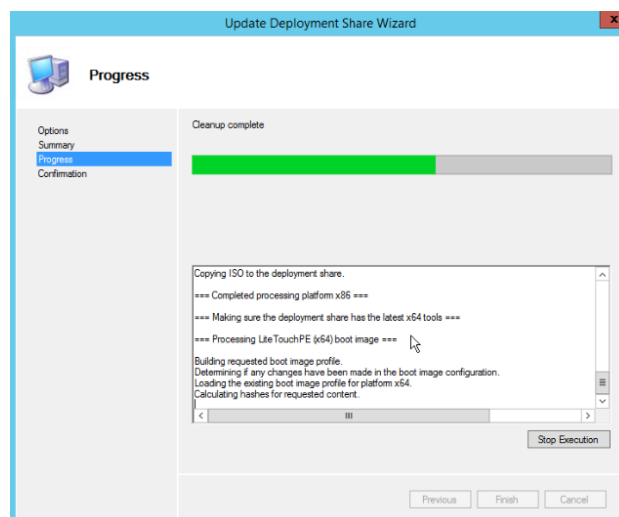 Update Deployment Share Wizard
x
Progress
Options
Summary
Progress
Confirmation
Cleanup complete
Copying ISO to the deployment share.
=== Completed processing platform x86 ===
=== Making sure the deployment share has the latest x64 tools ===
=== Processing LiteTouchPE (x64) boot image ===
Building requested boot image profile.
Determining if any changes have been made in the boot image configuration.
Loading the existing boot image profile for platform x64.
Calculating hashes for requested content.
Stop Execution
Previous
Finish
Cancel